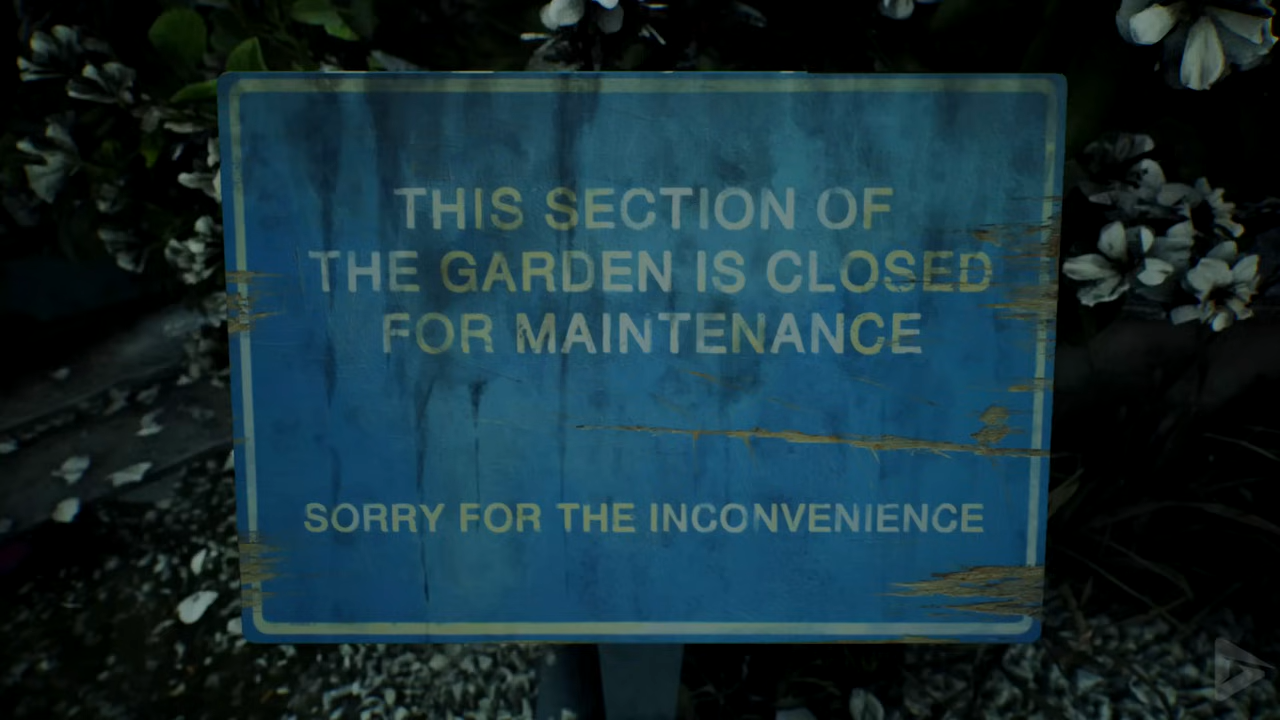 THIS SECTION OF
THE GARDEN IS CLOSED
FOR MAINTENANCE
SORRY FOR THE INCONVENIENCE